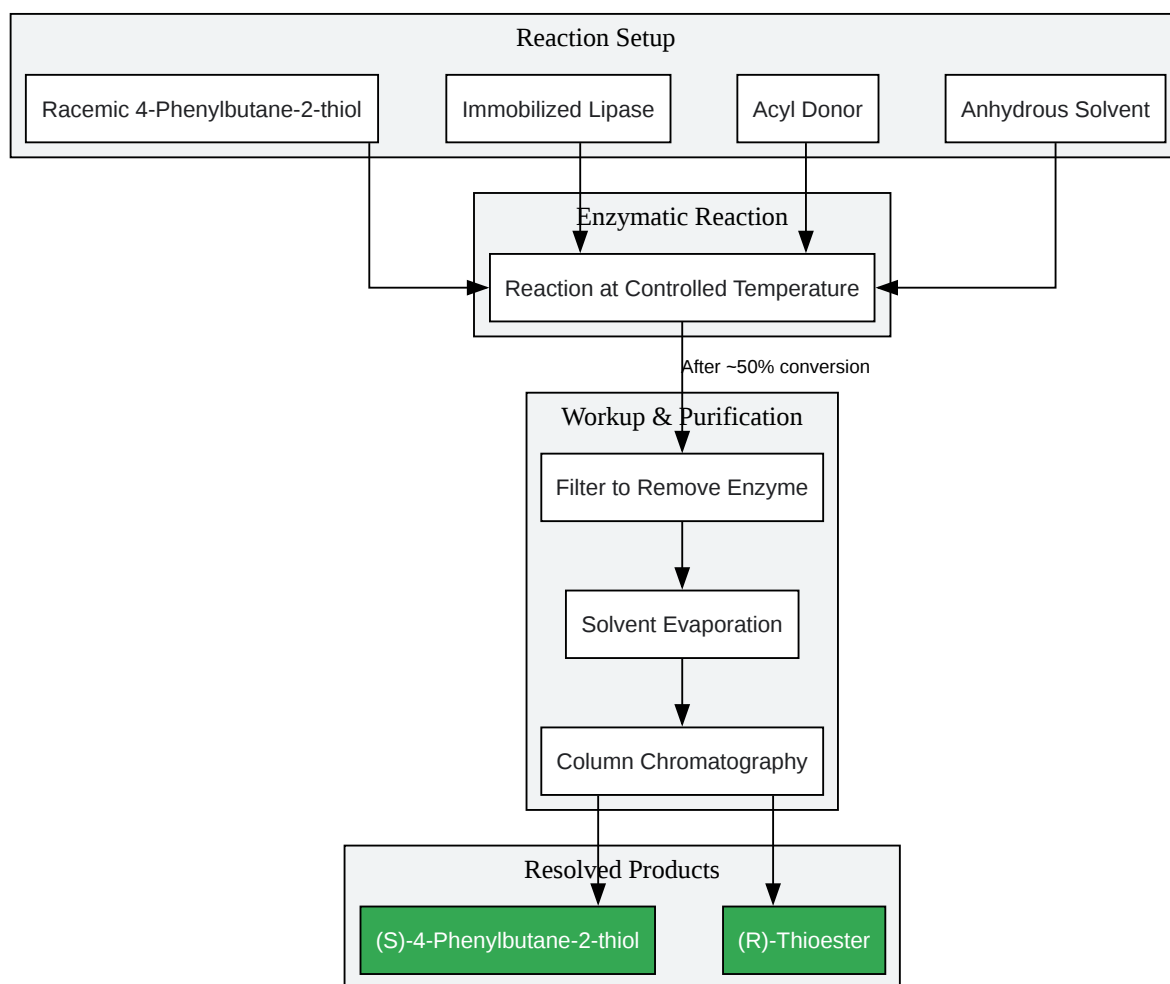 Reaction Setup
Racemic 4-Phenylbutane-2-thiol
Immobilized Lipase
Acyl Donor
Anhydrous Solvent
Enzymatic Reaction
Reaction at Controlled Temperature
After ~50% conversion
Workup & Purification
Filter to Remove Enzyme
Solvent Evaporation
Column Chromatography
Resolved Products
(S)-4-Phenylbutane-2-thiol
(R)-Thioester